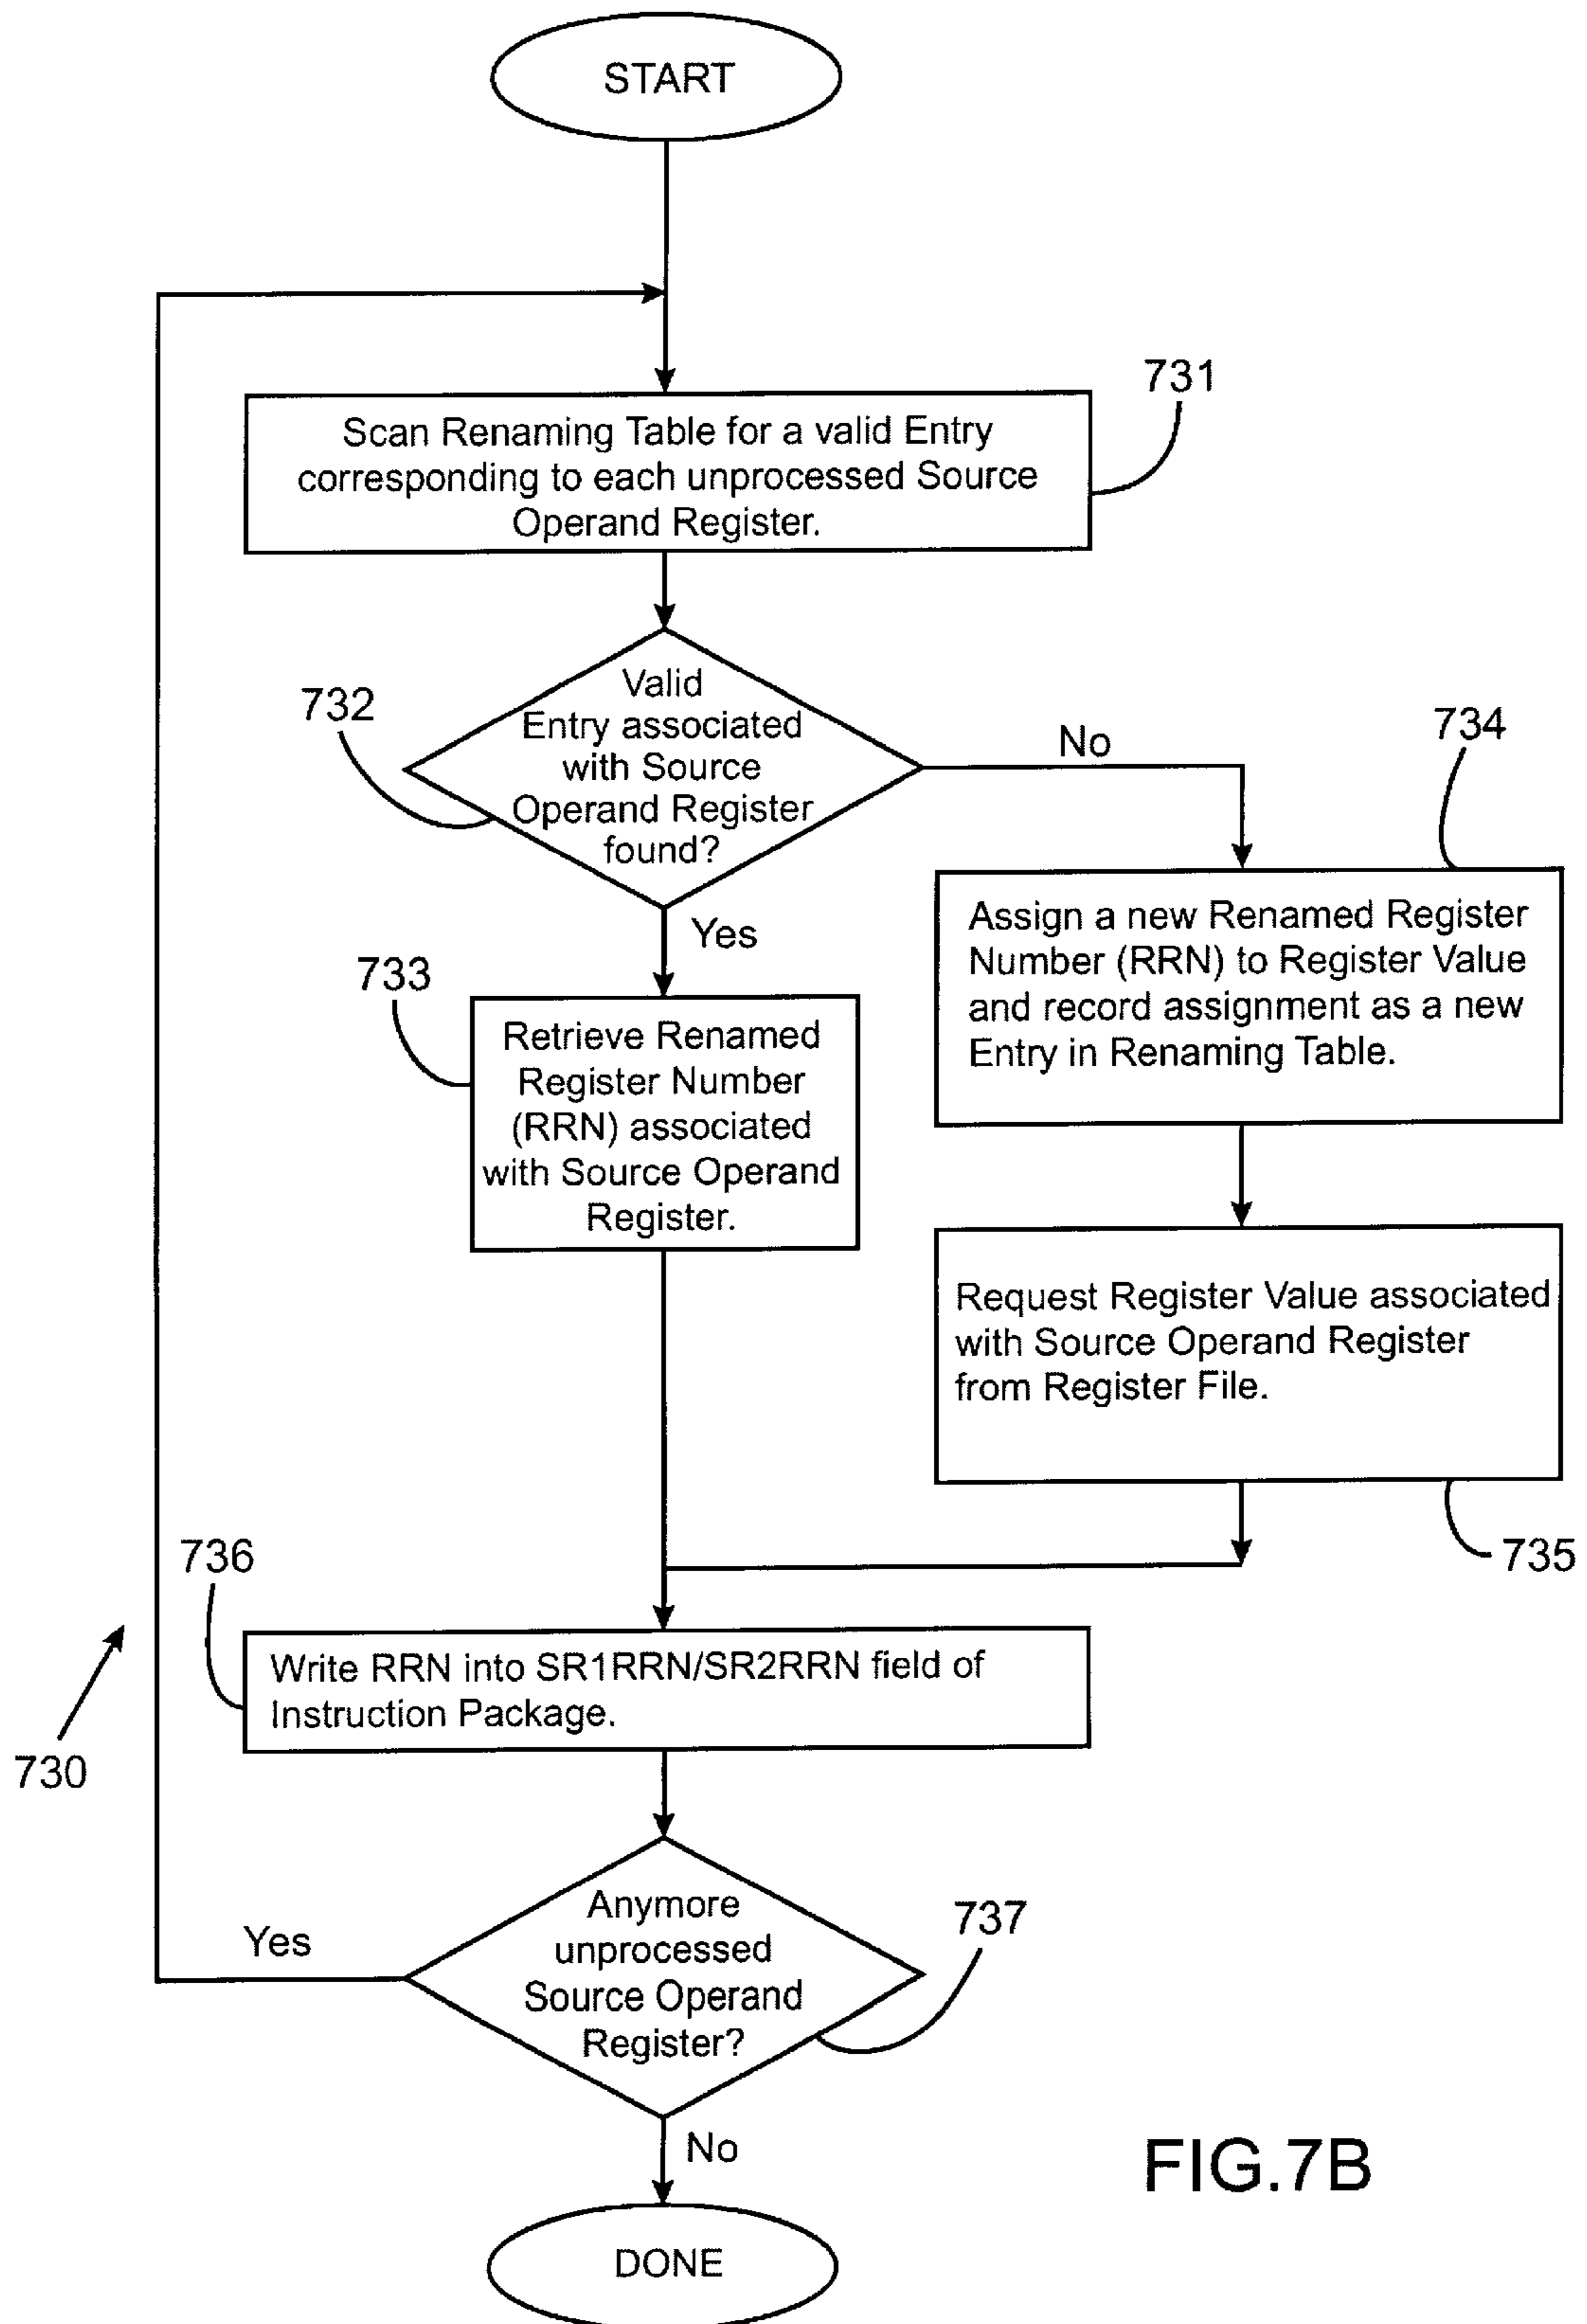 START
731
Scan Renaming Table for a valid Entry
corresponding to each unprocessed Source
Operand Register.
732
Valid
Entry associated
with Source
Operand Register
found?
No
734
Yes
Assign a new Renamed Register
Number (RRN) to Register Value
and record assignment as a new
Entry in Renaming Table.
733
Retrieve Renamed
Register Number
(RRN) associated
with Source Operand
Register.
Request Register Value associated
with Source Operand Register
from Register File.
735
736
Write RRN into SR1RRN/SR2RRN field of
Instruction Package.
730
Anymore
unprocessed
Source Operand
Register?
737
Yes
No
FIG.7B
DONE